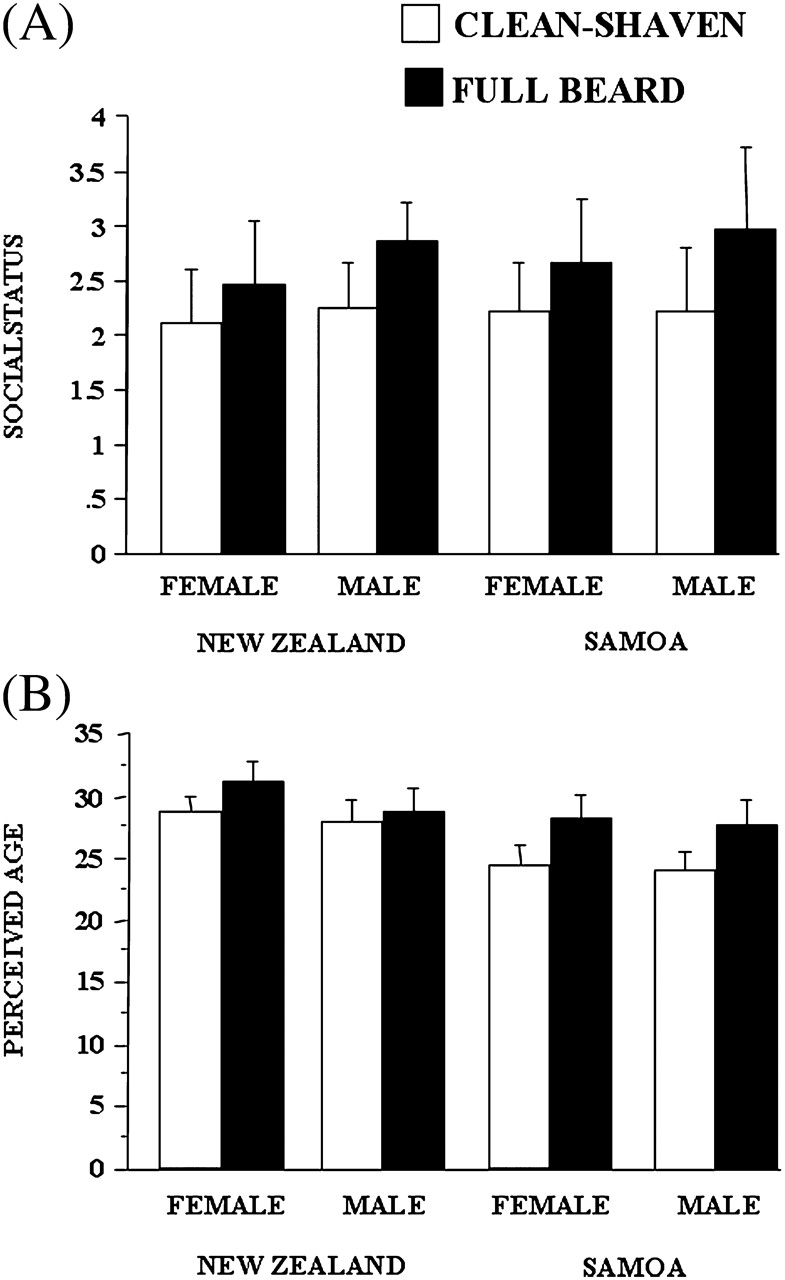 (A)
CLEAN-SHAVEN
FULL BEARD
4
3.5
3
2.5
2
1.5
1
.5
0
SOCIALSTATUS
FEMALE MALE FEMALE MALE
NEW ZEALAND SAMOA
(B)
35
30
25
20
15
10
5
0
PERCEIVED AGE
FEMALE MALE FEMALE MALE
NEW ZEALAND SAMOA